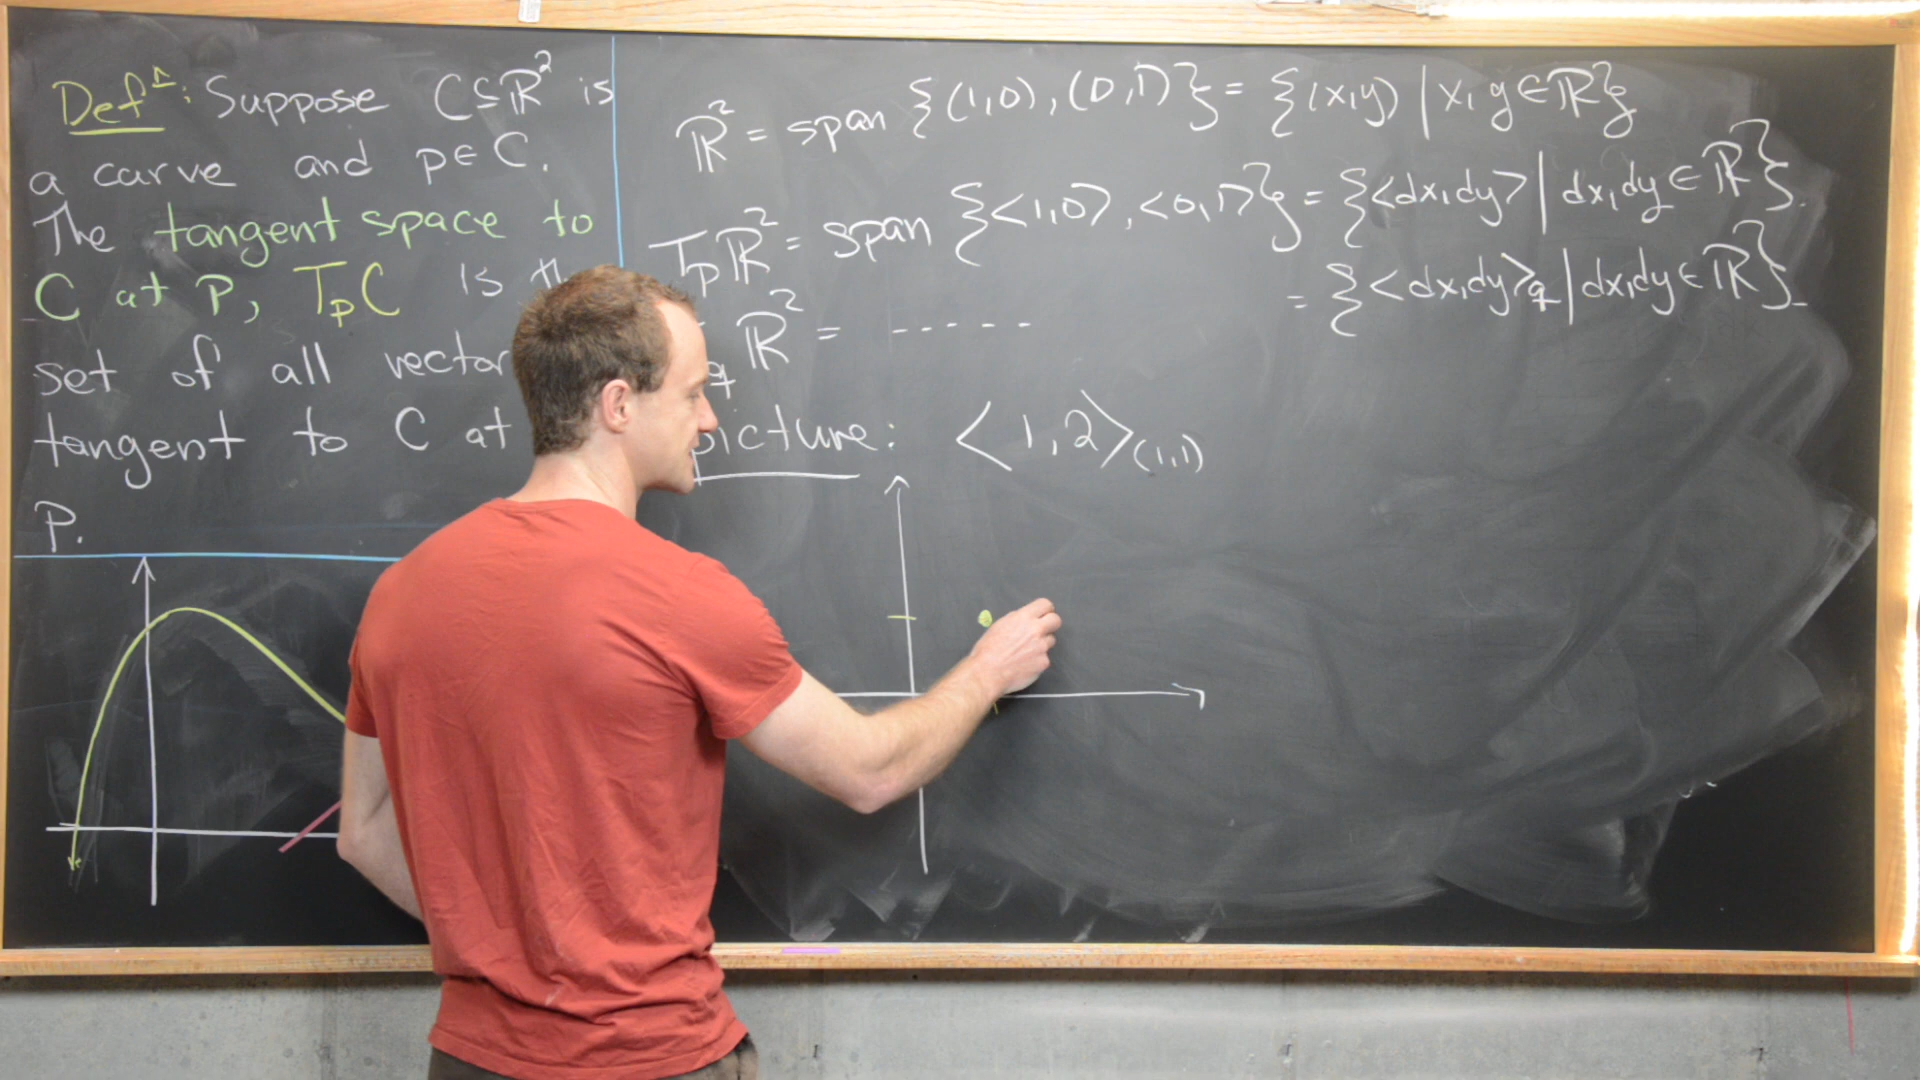 Defⁿ: Suppose C⊆ℝ² is
a curve and p∈C.
The tangent space to
C at P, T_pC is
set of all
tangent to C at
P.
ℝ² = span {(1,0), (0,1)} = {(x,y) | x, y ∈ ℝ}
T_pℝ² = span {<1,0>, <0,1>} = {<dx,dy> | dx,dy ∈ ℝ}.
= {<dx,dy>_q | dx,dy ∈ ℝ}.
q ℝ² = - - - - -
picture: <1,2>_(1,1)